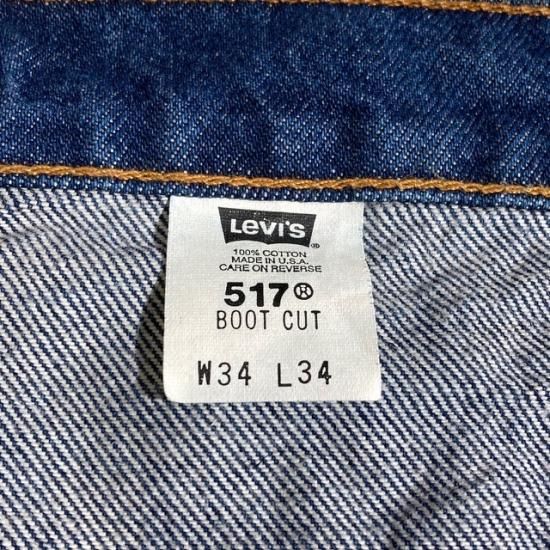 Levi's ®
100% COTTON
MADE IN U.S.A.
CARE ON REVERSE
517®
BOOT CUT
W34 L34